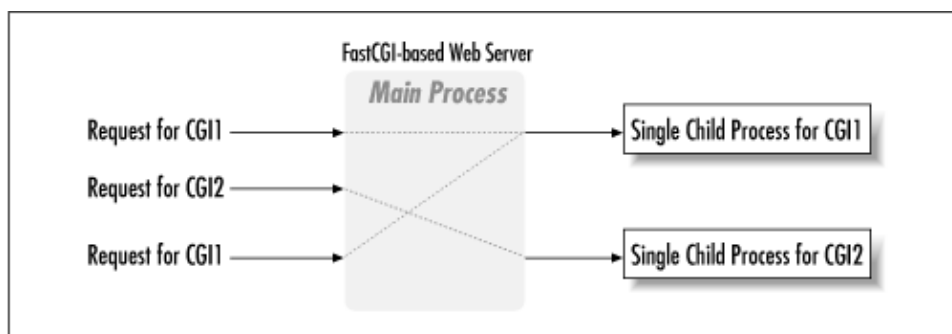 FastCGI-based Web Server
Main Process
Request for CGI1
Single Child Process for CGI1
Request for CGI2
Request for CGI1
Single Child Process for CGI2